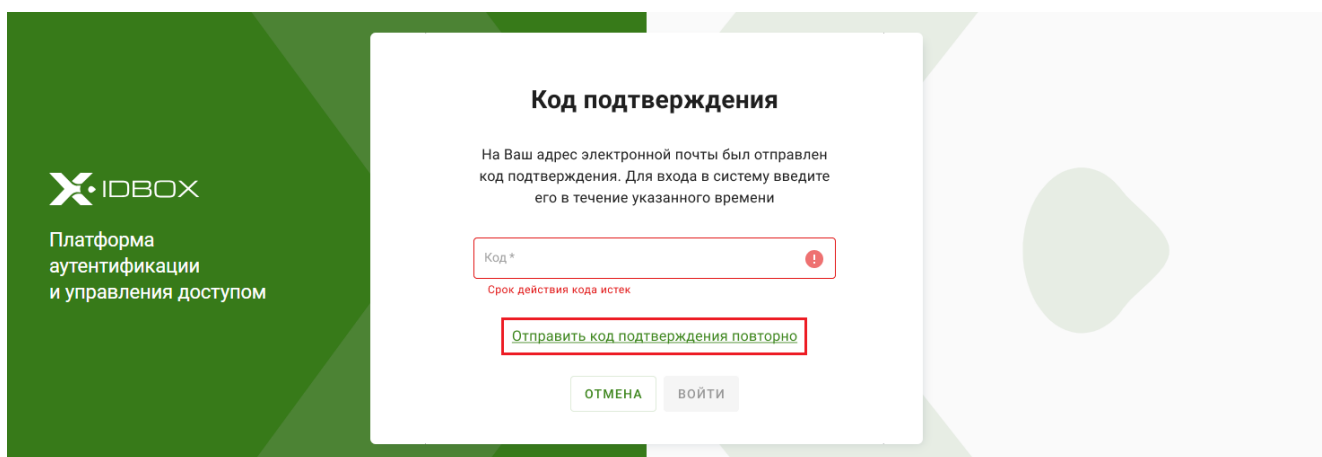 Код подтверждения
На Ваш адрес электронной почты был отправлен
код подтверждения. Для входа в систему введите
его в течение указанного времени
IDBOX
Платформа
аутентификации
и управления доступом
Код *
Срок действия кода истек
Отправить код подтверждения повторно
ОТМЕНА ВОЙТИ